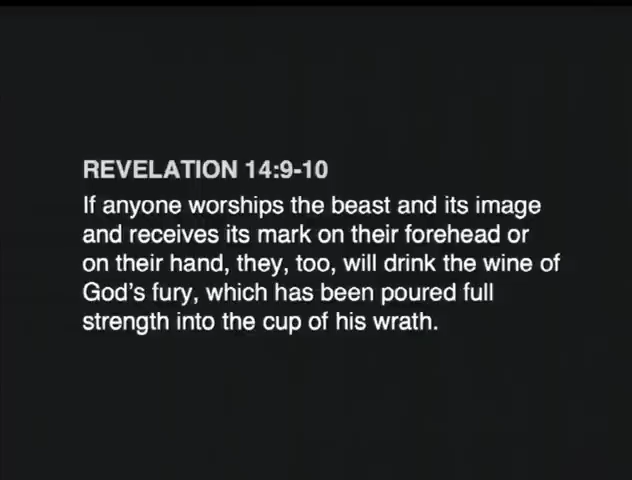 REVELATION 14:9-10
If anyone worships the beast and its image
and receives its mark on their forehead or
on their hand, they, too, will drink the wine of
God's fury, which has been poured full
strength into the cup of his wrath.